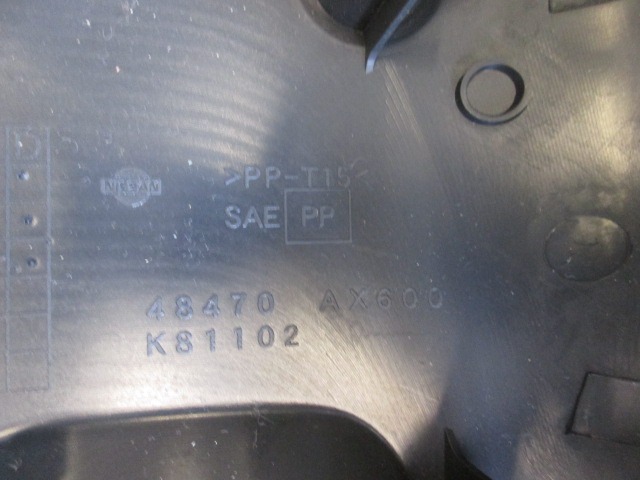 NISSAN
>PP-T15<
SAE PP
48470 AX600
K81102